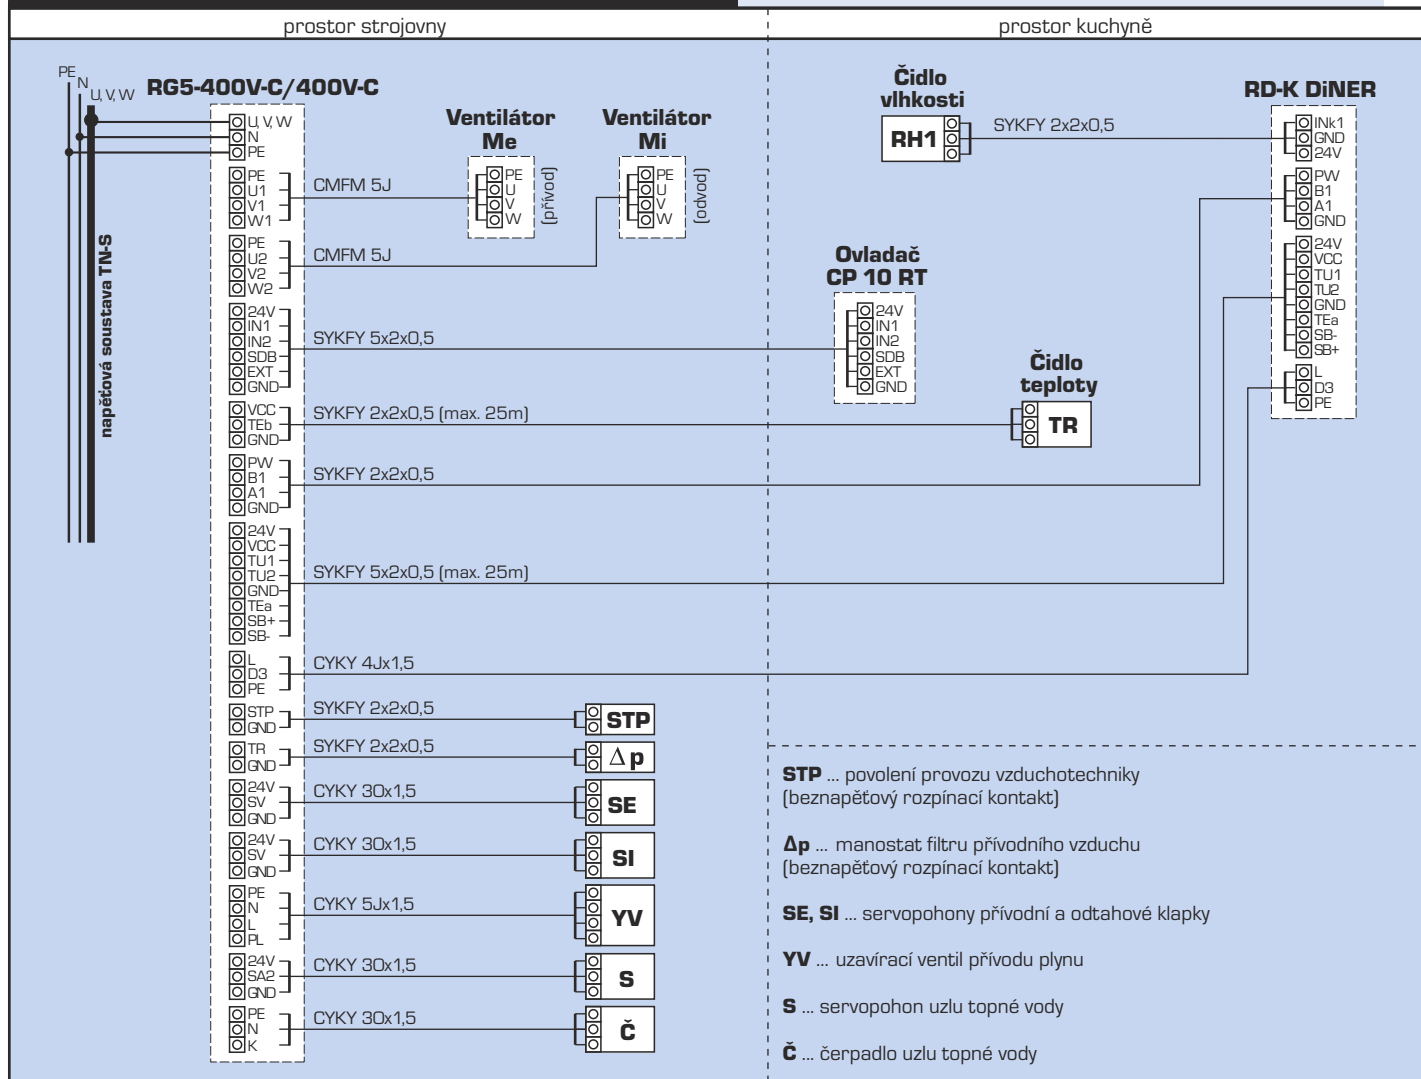 prostor strojovny
prostor kuchyně
PE
N
U, V, W
RG5-400V-C/400V-C
napěťová soustava TN-S
U, V, W
N
PE
PE
U1
V1
W1
CMFM 5J
PE
U2
V2
W2
CMFM 5J
24V
IN1
IN2
SDB
EXT
GND
SYKFY 5x2x0,5
VCC
TEb
GND
SYKFY 2x2x0,5 (max. 25m)
PW
B1
A1
GND
SYKFY 2x2x0,5
24V
VCC
TU1
TU2
GND
TEa
SB+
SB-
SYKFY 5x2x0,5 (max. 25m)
L
D3
PE
CYKY 4Jx1,5
STP
GND
SYKFY 2x2x0,5
STP
TR
GND
SYKFY 2x2x0,5
Δp
24V
SV
GND
CYKY 3Ox1,5
SE
24V
SV
GND
CYKY 3Ox1,5
SI
PE
N
L
PL
CYKY 5Jx1,5
YV
24V
SA2
GND
CYKY 3Ox1,5
S
PE
N
K
CYKY 3Ox1,5
Č
Ventilátor
Me
PE
U
V
W
(přívod)
Ventilátor
Mi
PE
U
V
W
(odvod)
Čidlo
vlhkosti
RH1
SYKFY 2x2x0,5
Ovladač
CP 10 RT
24V
IN1
IN2
SDB
EXT
GND
Čidlo
teploty
TR
RD-K DiNER
INk1
GND
24V
PW
B1
A1
GND
24V
VCC
TU1
TU2
GND
TEa
SB-
SB+
L
D3
PE
STP ... povolení provozu vzduchotechniky
(beznapěťový rozpínací kontakt)
Δp ... manostat filtru přívodního vzduchu
(beznapěťový rozpínací kontakt)
SE, SI ... servopohony přívodní a odtahové klapky
YV ... uzavírací ventil přívodu plynu
S ... servopohon uzlu topné vody
Č ... čerpadlo uzlu topné vody